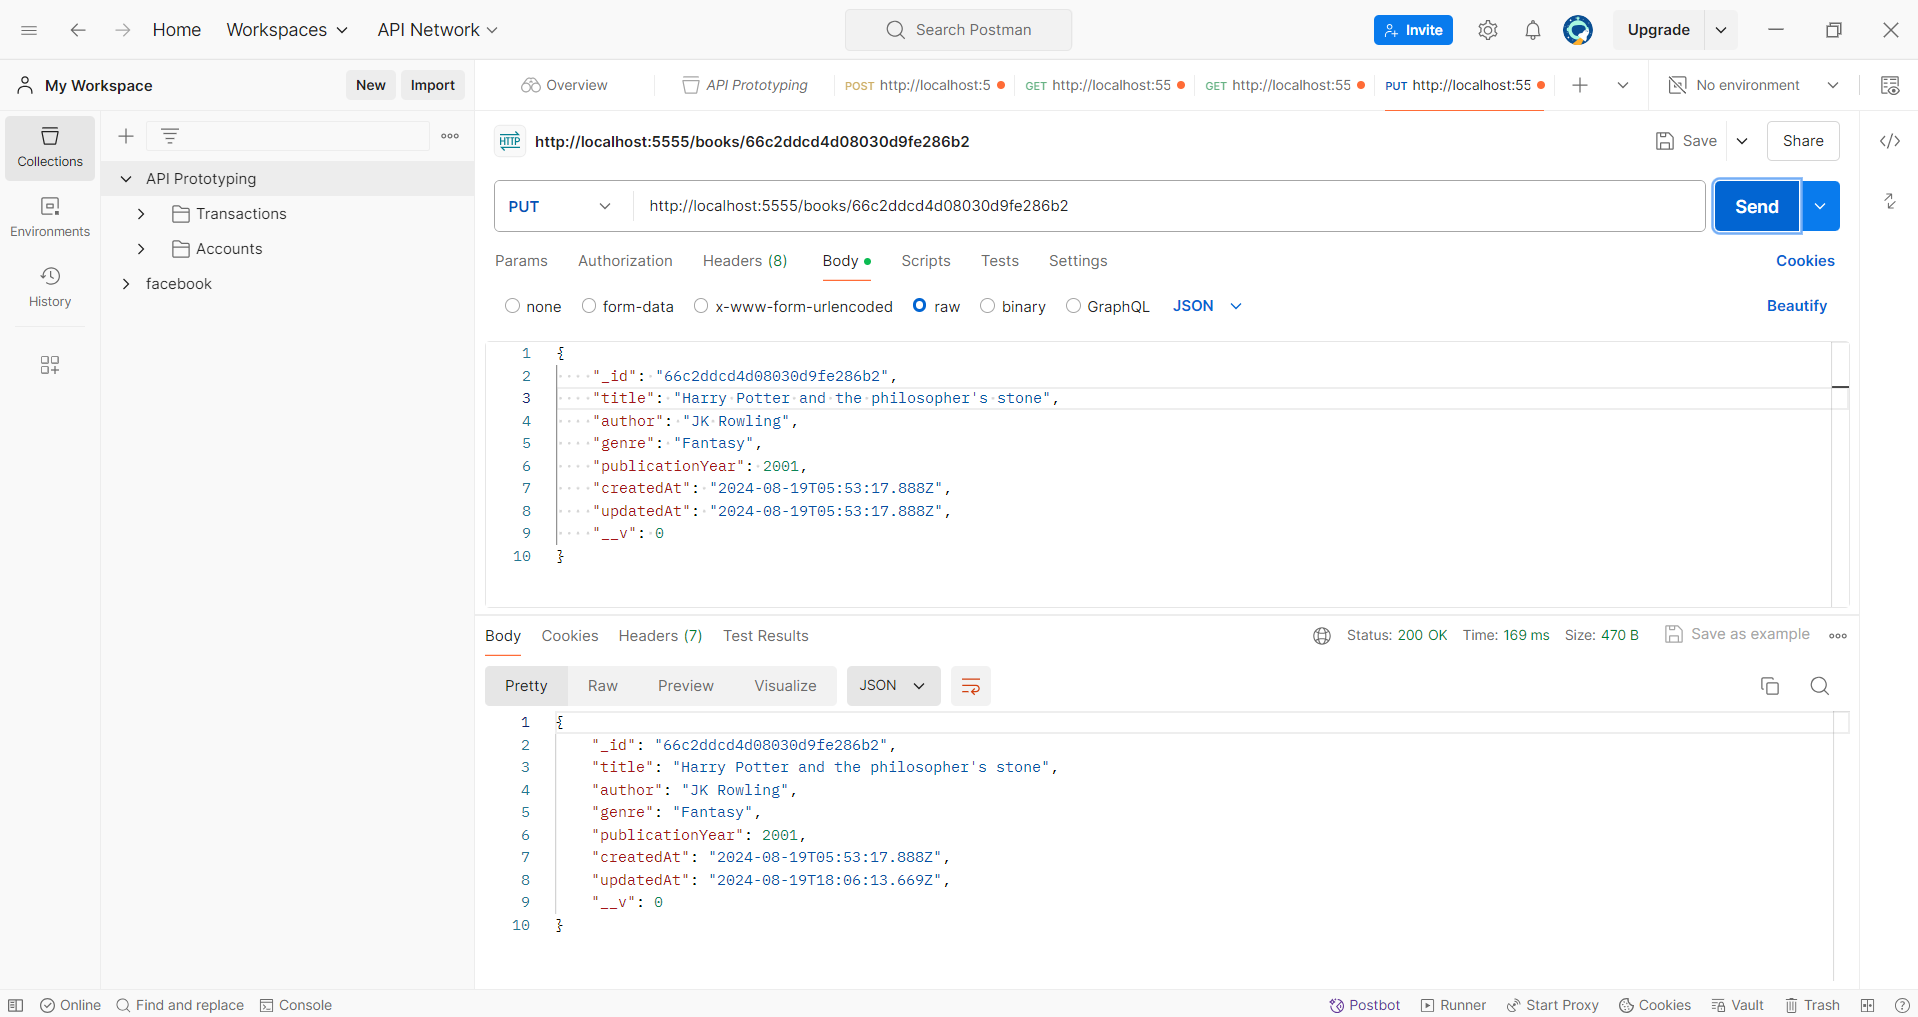 Home Workspaces API Network Search Postman Invite Upgrade
My Workspace New Import Overview API Prototyping POST http://localhost:5 GET http://localhost:55 GET http://localhost:55 PUT http://localhost:55 No environment
Collections
Environments
History
API Prototyping
Transactions
Accounts
facebook
HTTP http://localhost:5555/books/66c2ddcd4d08030d9fe286b2 Save Share
PUT http://localhost:5555/books/66c2ddcd4d08030d9fe286b2 Send
Params Authorization Headers (8) Body Scripts Tests Settings Cookies
none form-data x-www-form-urlencoded raw binary GraphQL JSON Beautify
1 {
2 "_id": "66c2ddcd4d08030d9fe286b2",
3 "title": "Harry Potter and the philosopher's stone",
4 "author": "JK Rowling",
5 "genre": "Fantasy",
6 "publicationYear": 2001,
7 "createdAt": "2024-08-19T05:53:17.888Z",
8 "updatedAt": "2024-08-19T05:53:17.888Z",
9 "__v": 0
10 }
Body Cookies Headers (7) Test Results Status: 200 OK Time: 169 ms Size: 470 B Save as example
Pretty Raw Preview Visualize JSON
1 {
2 "_id": "66c2ddcd4d08030d9fe286b2",
3 "title": "Harry Potter and the philosopher's stone",
4 "author": "JK Rowling",
5 "genre": "Fantasy",
6 "publicationYear": 2001,
7 "createdAt": "2024-08-19T05:53:17.888Z",
8 "updatedAt": "2024-08-19T18:06:13.669Z",
9 "__v": 0
10 }
Online Find and replace Console Postbot Runner Start Proxy Cookies Vault Trash